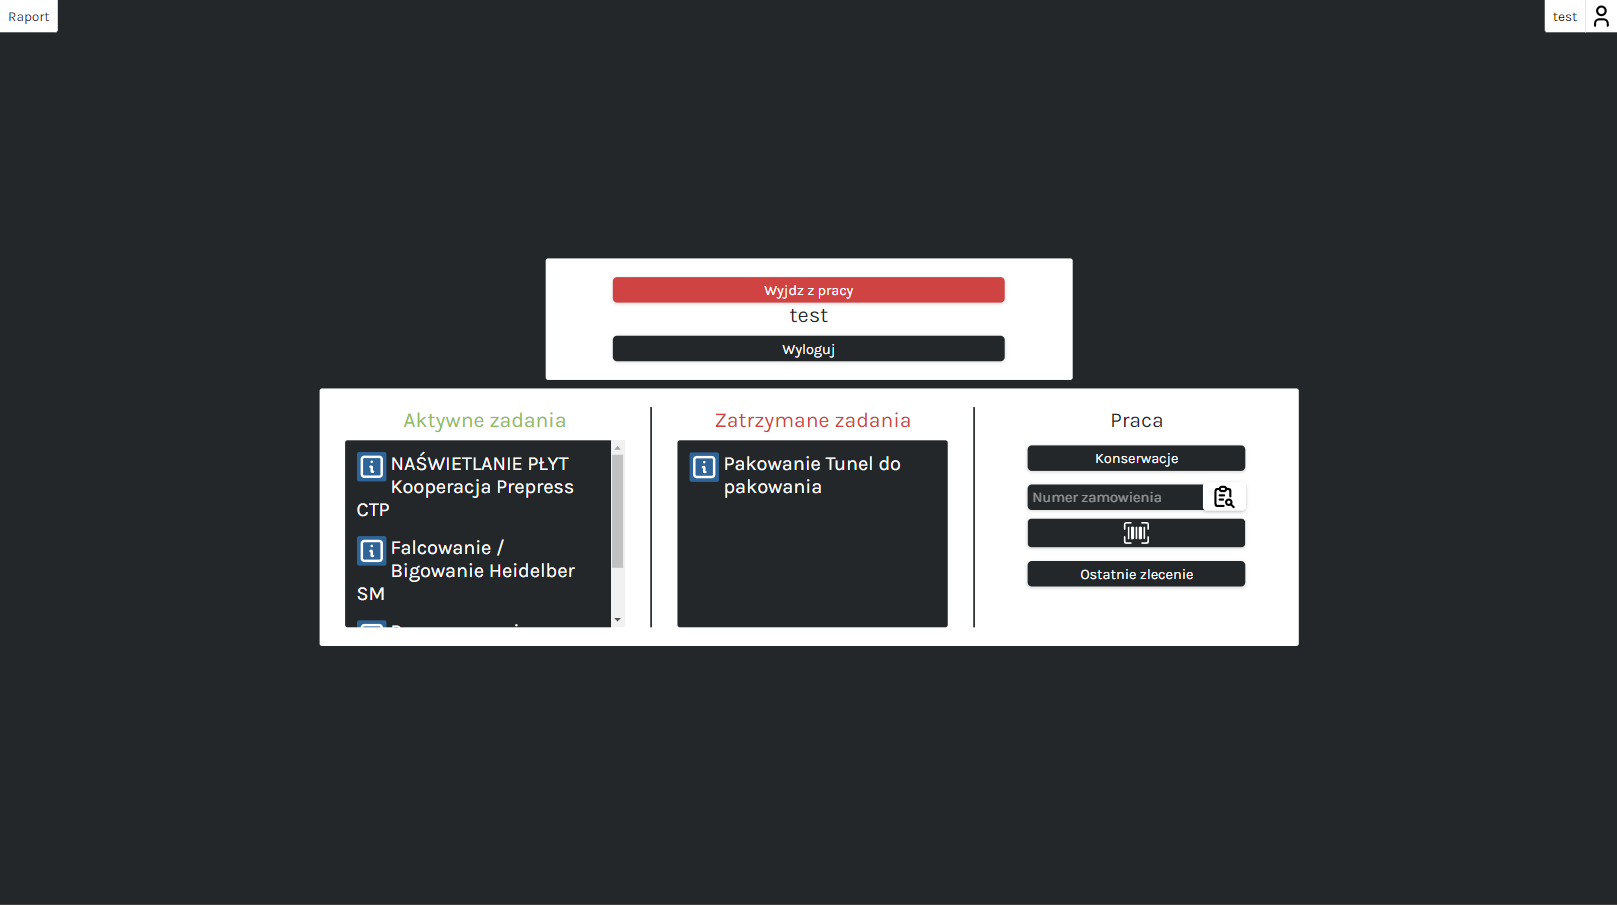 Raport
test
Wyjdz z pracy
test
Wyloguj
Aktywne zadania
NAŚWIETLANIE PŁYT
Kooperacja Prepress
CTP
Falcowanie /
Bigowanie Heidelber
SM
Zatrzymane zadania
Pakowanie Tunel do
pakowania
Praca
Konserwacje
Numer zamowienia
Ostatnie zlecenie